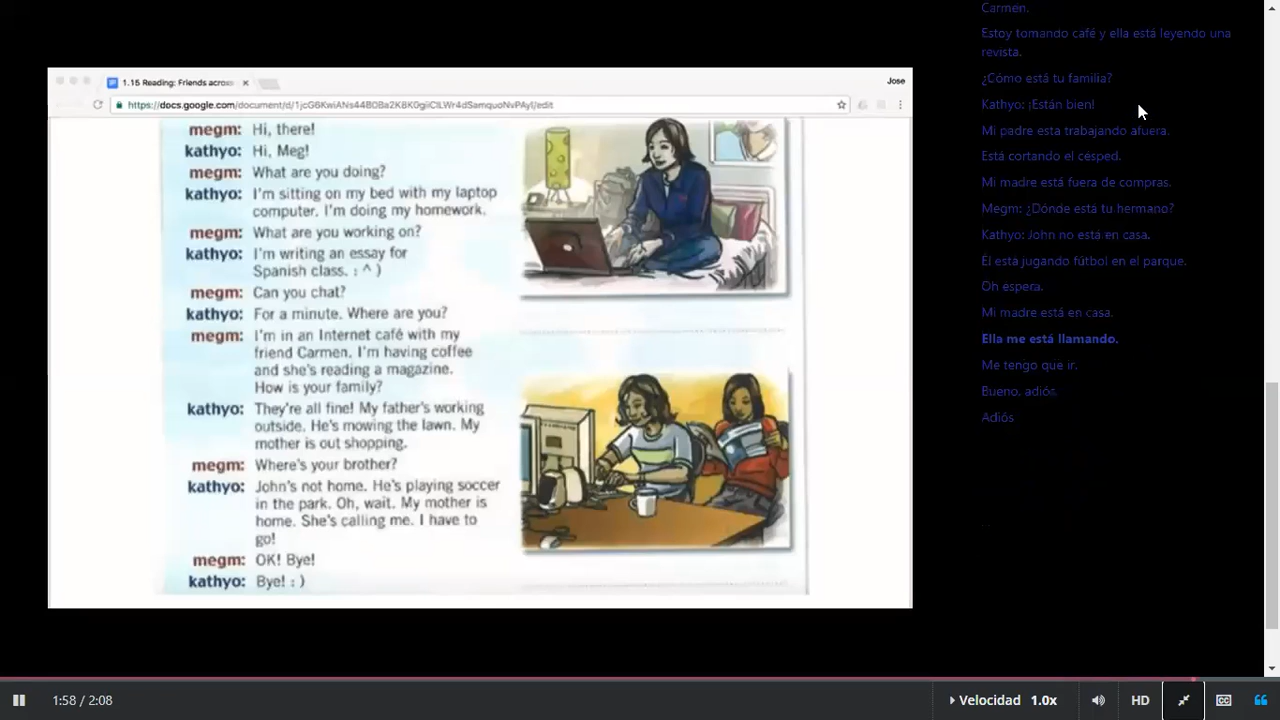 Carmen.
Estoy tomando café y ella está leyendo una
revista.
¿Cómo está tu familia?
Kathyo: ¡Están bien!
Mi padre esta trabajando afuera.
Está cortando el césped.
Mi madre está fuera de compras.
Megm: ¿Dónde esta tu hermano?
Kathyo: John no está en casa.
Él está jugando fútbol en el parque.
Oh espera.
Mi madre está en casa.
Ella me está llamando.
Me tengo que ir.
Bueno, adiós.
Adiós
1.15 Reading: Friends across
Jose
megm: Hi, there!
kathyo: Hi, Meg!
megm: What are you doing?
kathyo: I'm sitting on my bed with my laptop
computer. I'm doing my homework.
megm: What are you working on?
kathyo: I'm writing an essay for
Spanish class. : ^ )
megm: Can you chat?
kathyo: For a minute. Where are you?
megm: I'm in an Internet café with my
friend Carmen. I'm having coffee
and she's reading a magazine.
How is your family?
kathyo: They're all fine! My father's working
outside. He's mowing the lawn. My
mother is out shopping.
megm: Where's your brother?
kathyo: John's not home. He's playing soccer
in the park. Oh, wait. My mother is
home. She's calling me. I have to
go!
megm: OK! Bye!
kathyo: Bye! : )
1:58 / 2:08
Velocidad 1.0x
HD
CC